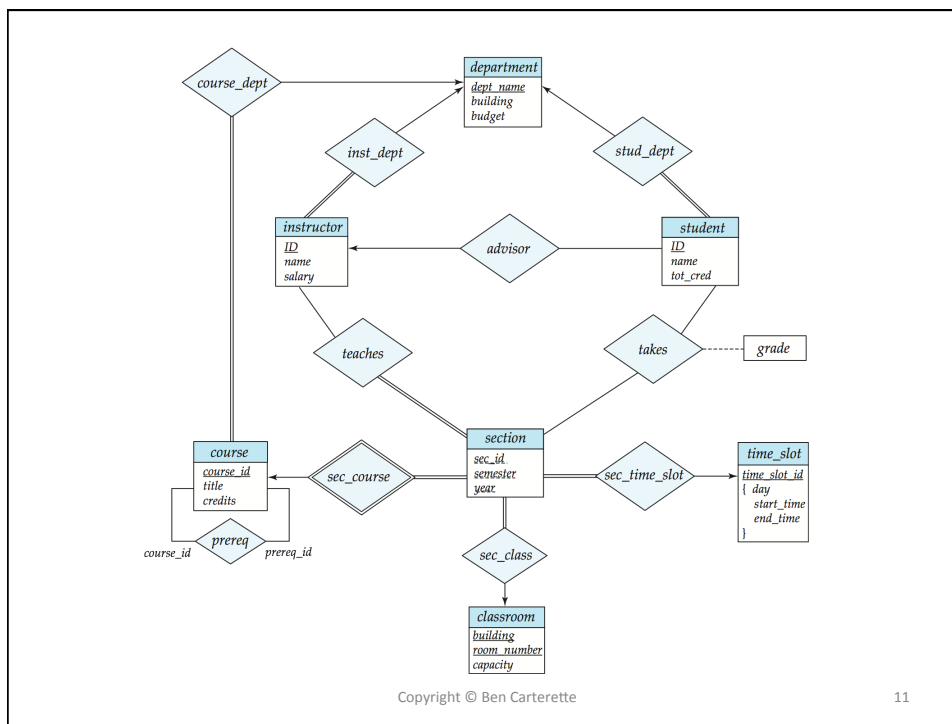 department
course_dept
dept_name
building
budget
inst_dept
stud_dept
instructor
ID
name
salary
advisor
student
ID
name
tot_cred
teaches
takes
grade
section
sec_id
semester
year
course
course_id
title
credits
sec_course
sec_time_slot
time_slot
time_slot_id
{ day
start_time
end_time
}
prereq
course_id
prereq_id
sec_class
classroom
building
room_number
capacity
Copyright © Ben Carterette
11